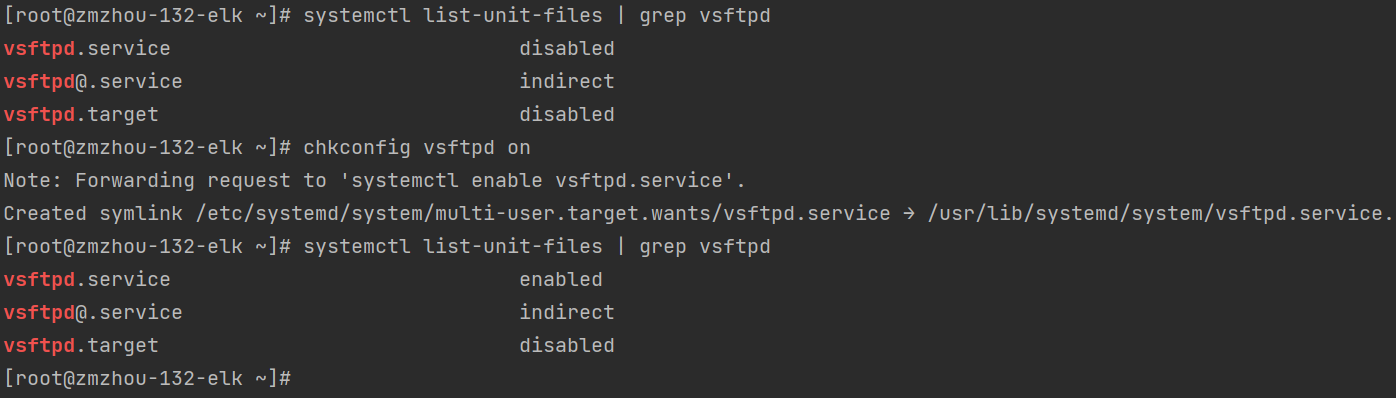 [root@zmzhou-132-elk ~]# systemctl list-unit-files | grep vsftpd
vsftpd.service                             disabled
vsftpd@.service                            indirect
vsftpd.target                              disabled
[root@zmzhou-132-elk ~]# chkconfig vsftpd on
Note: Forwarding request to 'systemctl enable vsftpd.service'.
Created symlink /etc/systemd/system/multi-user.target.wants/vsftpd.service → /usr/lib/systemd/system/vsftpd.service.
[root@zmzhou-132-elk ~]# systemctl list-unit-files | grep vsftpd
vsftpd.service                             enabled
vsftpd@.service                            indirect
vsftpd.target                              disabled
[root@zmzhou-132-elk ~]#